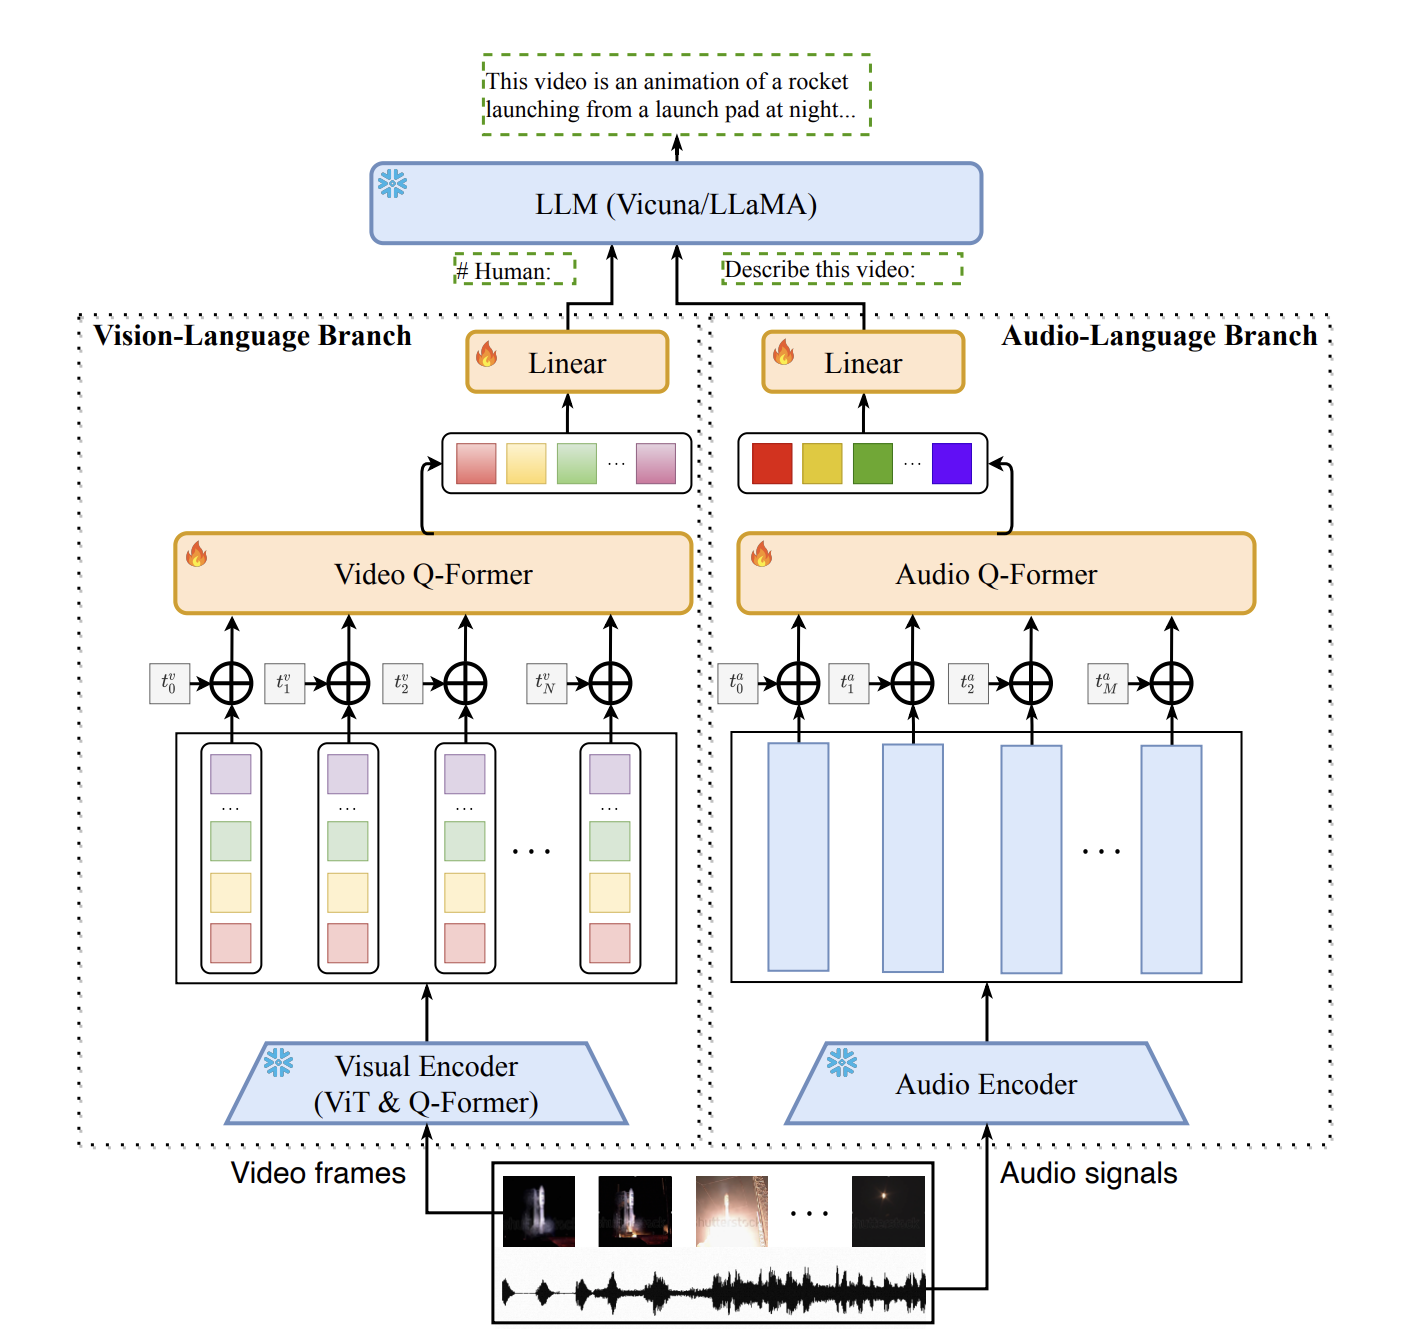 This video is an animation of a rocket
launching from a launch pad at night...
LLM (Vicuna/LLaMA)
# Human:
Describe this video:
Vision-Language Branch
Audio-Language Branch
Linear
Linear
...
...
Video Q-Former
Audio Q-Former
t_0^v
t_1^v
t_2^v
t_N^v
t_0^a
t_1^a
t_2^a
t_M^a
... ... ... ...
...
...
Visual Encoder
(ViT & Q-Former)
Audio Encoder
Video frames
Audio signals
...